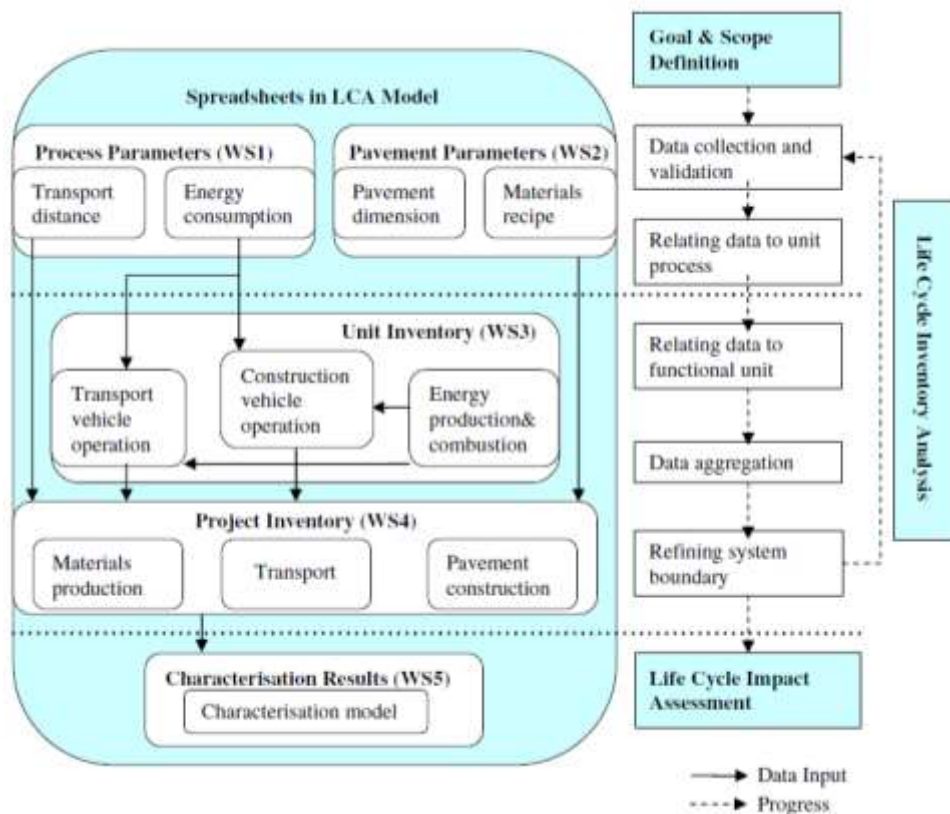 Spreadsheets in LCA Model
Process Parameters (WS1)
Transport
distance
Energy
consumption
Pavement Parameters (WS2)
Pavement
dimension
Materials
recipe
Unit Inventory (WS3)
Transport
vehicle
operation
Construction
vehicle
operation
Energy
production&
combustion
Project Inventory (WS4)
Materials
production
Transport
Pavement
construction
Characterisation Results (WS5)
Characterisation model
Goal & Scope
Definition
Data collection and
validation
Relating data to unit
process
Relating data to
functional unit
Data aggregation
Refining system
boundary
Life Cycle Impact
Assessment
Life Cycle Inventory Analysis
Data Input
Progress